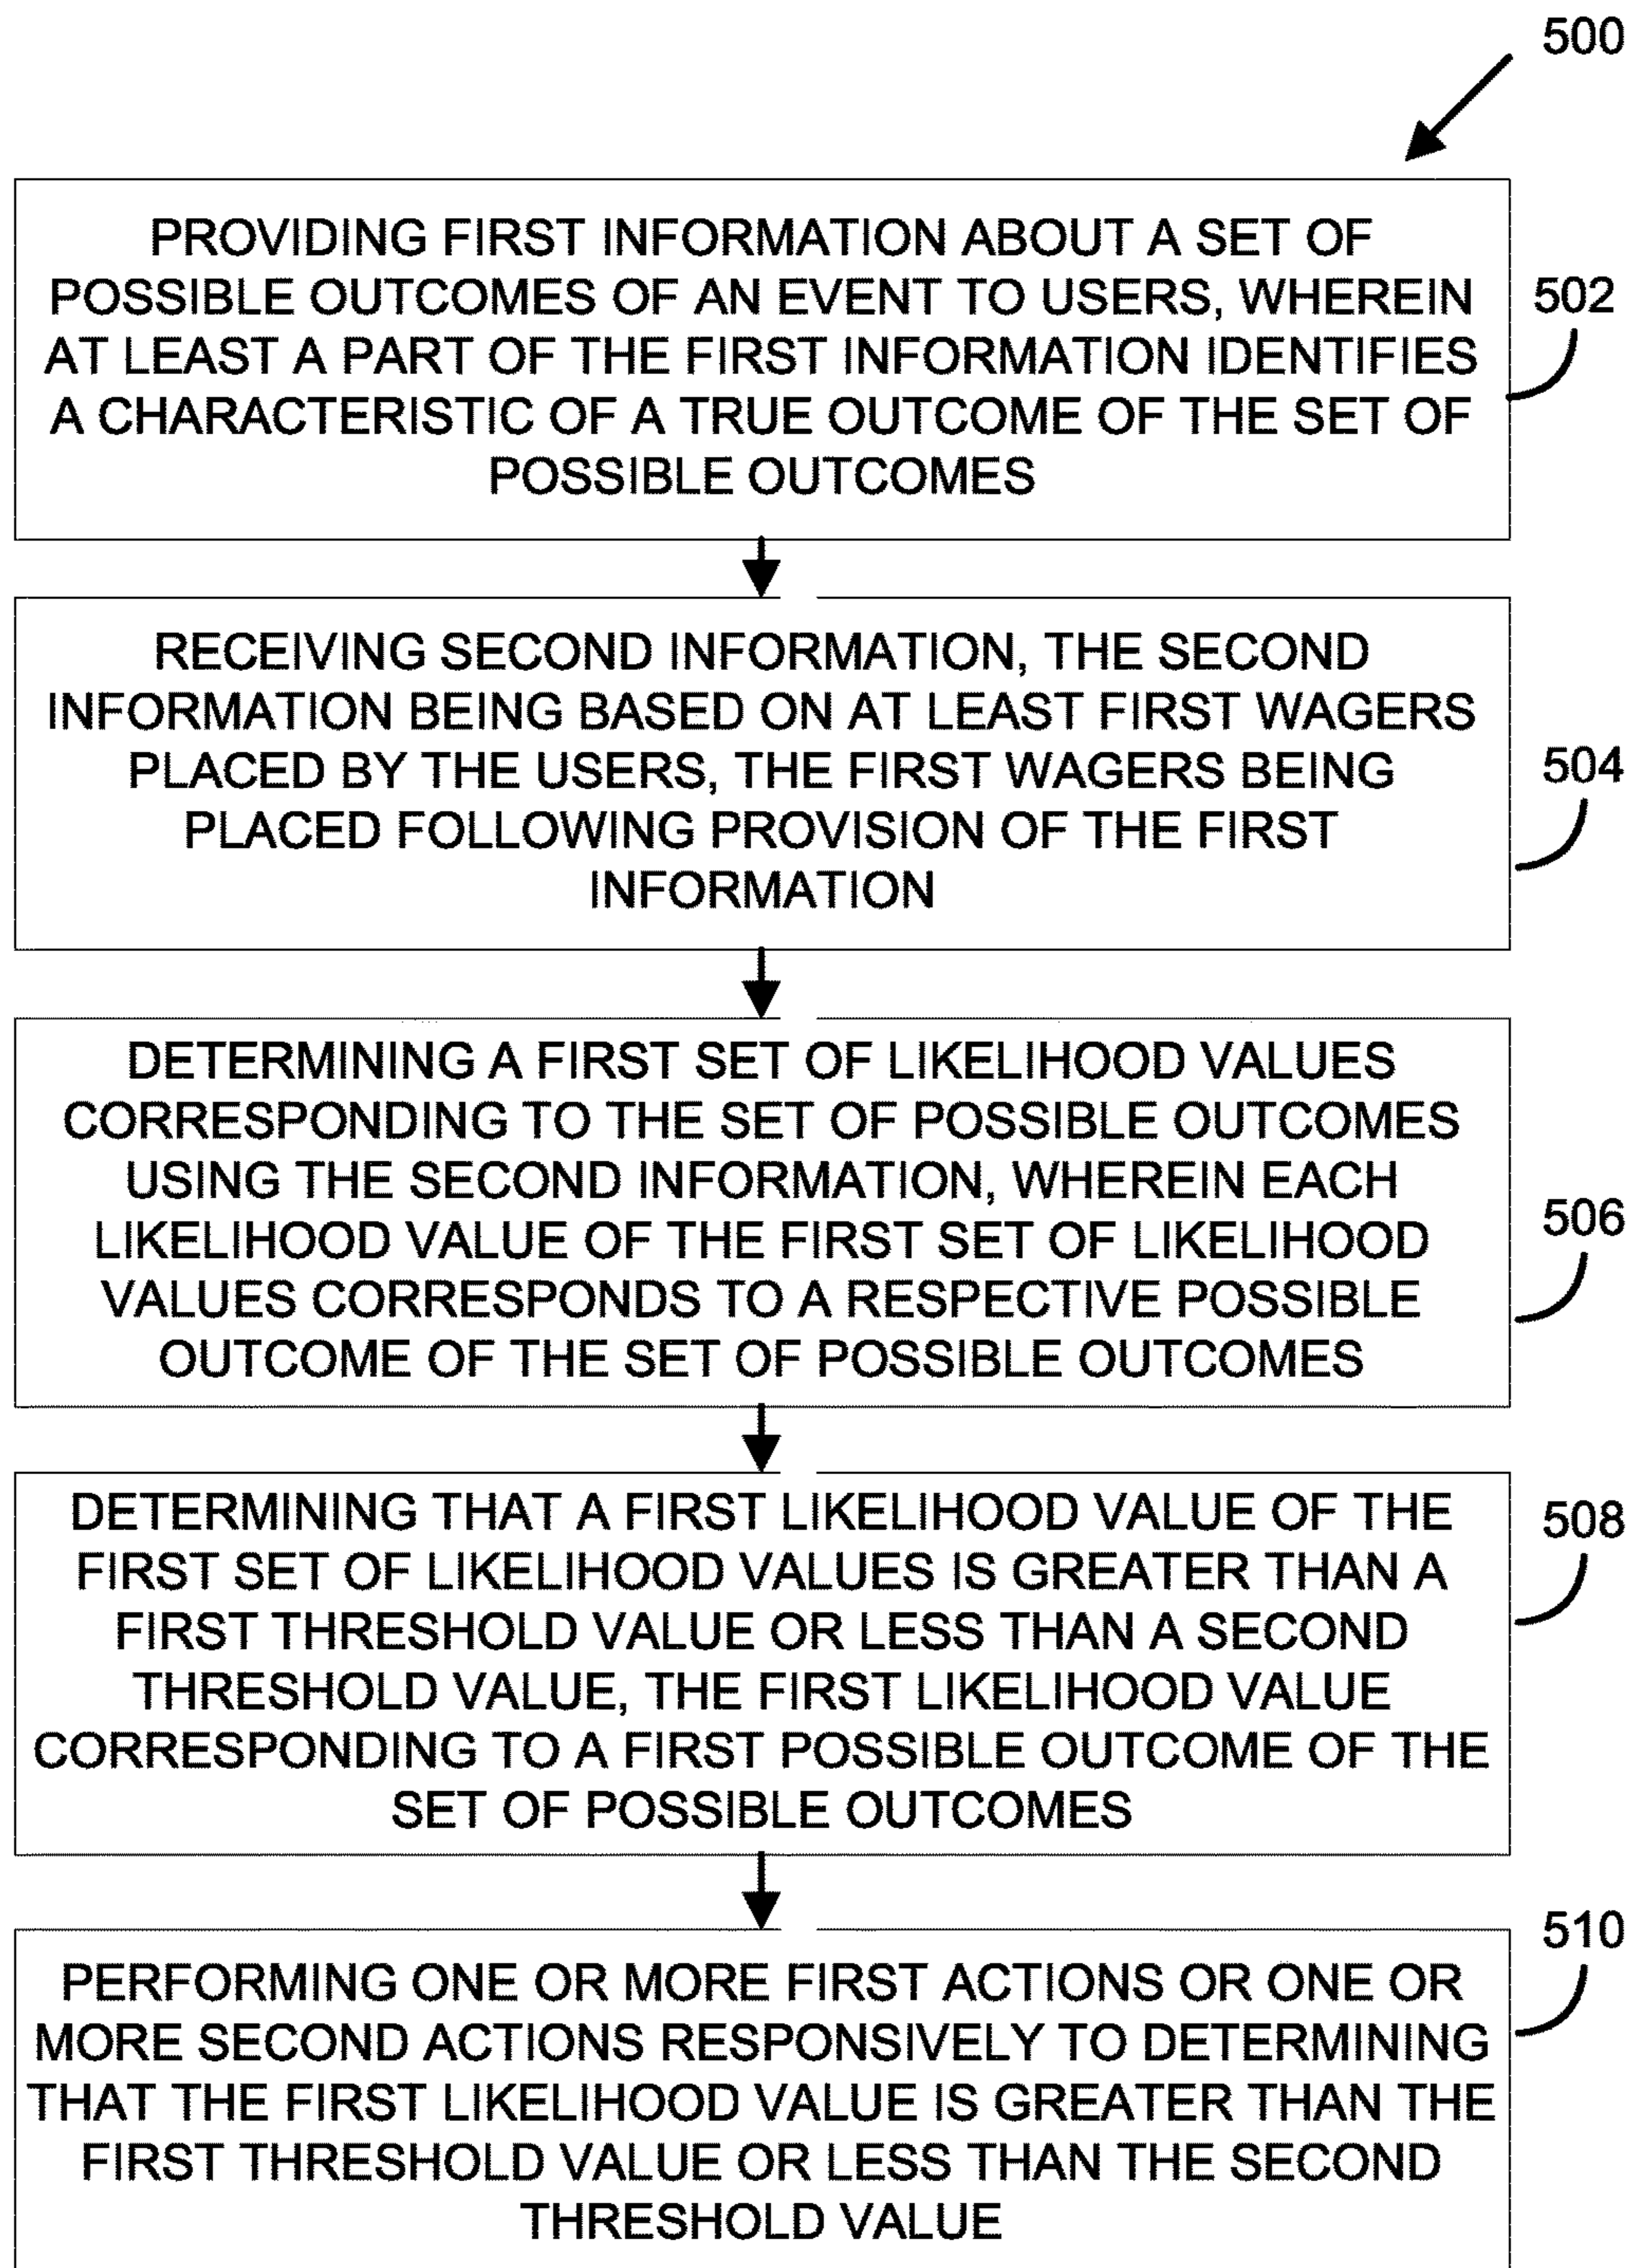 500
PROVIDING FIRST INFORMATION ABOUT A SET OF
POSSIBLE OUTCOMES OF AN EVENT TO USERS, WHEREIN
AT LEAST A PART OF THE FIRST INFORMATION IDENTIFIES
A CHARACTERISTIC OF A TRUE OUTCOME OF THE SET OF
POSSIBLE OUTCOMES
502
RECEIVING SECOND INFORMATION, THE SECOND
INFORMATION BEING BASED ON AT LEAST FIRST WAGERS
PLACED BY THE USERS, THE FIRST WAGERS BEING
PLACED FOLLOWING PROVISION OF THE FIRST
INFORMATION
504
DETERMINING A FIRST SET OF LIKELIHOOD VALUES
CORRESPONDING TO THE SET OF POSSIBLE OUTCOMES
USING THE SECOND INFORMATION, WHEREIN EACH
LIKELIHOOD VALUE OF THE FIRST SET OF LIKELIHOOD
VALUES CORRESPONDS TO A RESPECTIVE POSSIBLE
OUTCOME OF THE SET OF POSSIBLE OUTCOMES
506
DETERMINING THAT A FIRST LIKELIHOOD VALUE OF THE
FIRST SET OF LIKELIHOOD VALUES IS GREATER THAN A
FIRST THRESHOLD VALUE OR LESS THAN A SECOND
THRESHOLD VALUE, THE FIRST LIKELIHOOD VALUE
CORRESPONDING TO A FIRST POSSIBLE OUTCOME OF THE
SET OF POSSIBLE OUTCOMES
508
PERFORMING ONE OR MORE FIRST ACTIONS OR ONE OR
MORE SECOND ACTIONS RESPONSIVELY TO DETERMINING
THAT THE FIRST LIKELIHOOD VALUE IS GREATER THAN THE
FIRST THRESHOLD VALUE OR LESS THAN THE SECOND
THRESHOLD VALUE
510